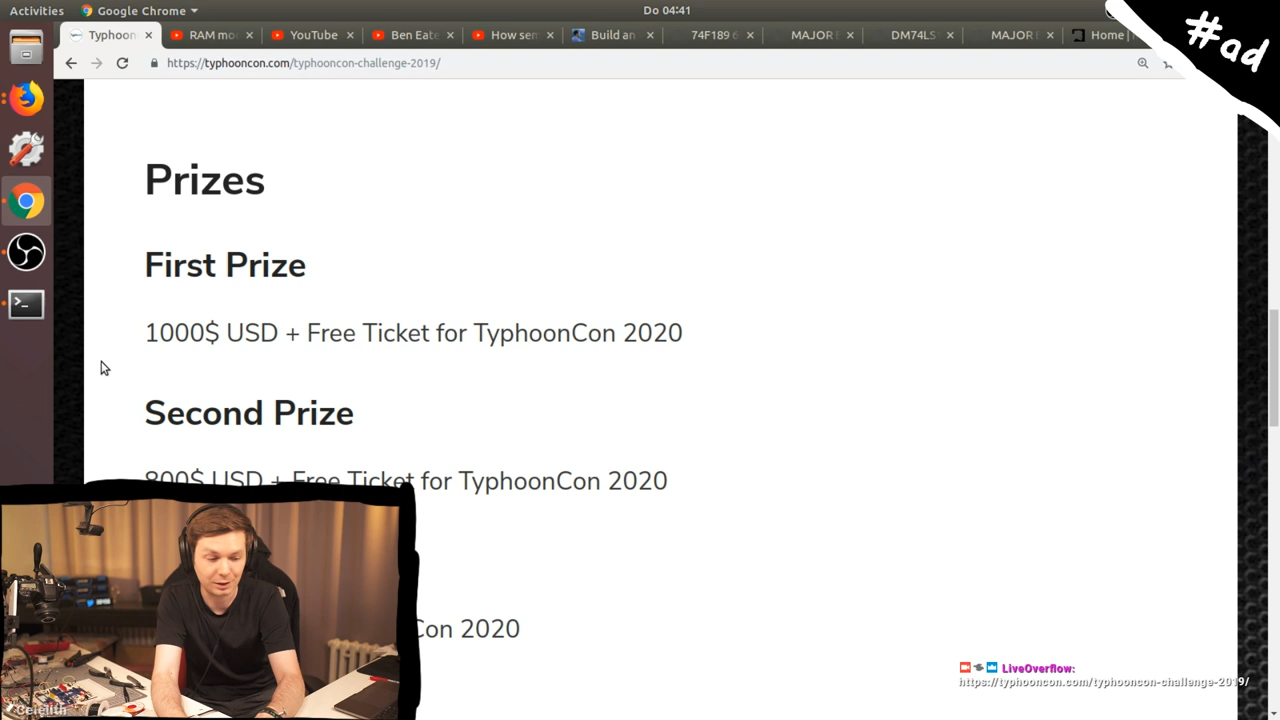 Activities
Google Chrome
Do 04:41
#ad
Typhoon
RAM mo
YouTube
Ben Eate
How sem
Build an
74F189
MAJOR
DM74LS
MAJOR
Home |
https://typhooncon.com/typhooncon-challenge-2019/
Prizes
First Prize
1000$ USD + Free Ticket for TyphoonCon 2020
Second Prize
800$ USD + Free Ticket for TyphoonCon 2020
Con 2020
LiveOverflow:
https://typhooncon.com/typhooncon-challenge-2019/